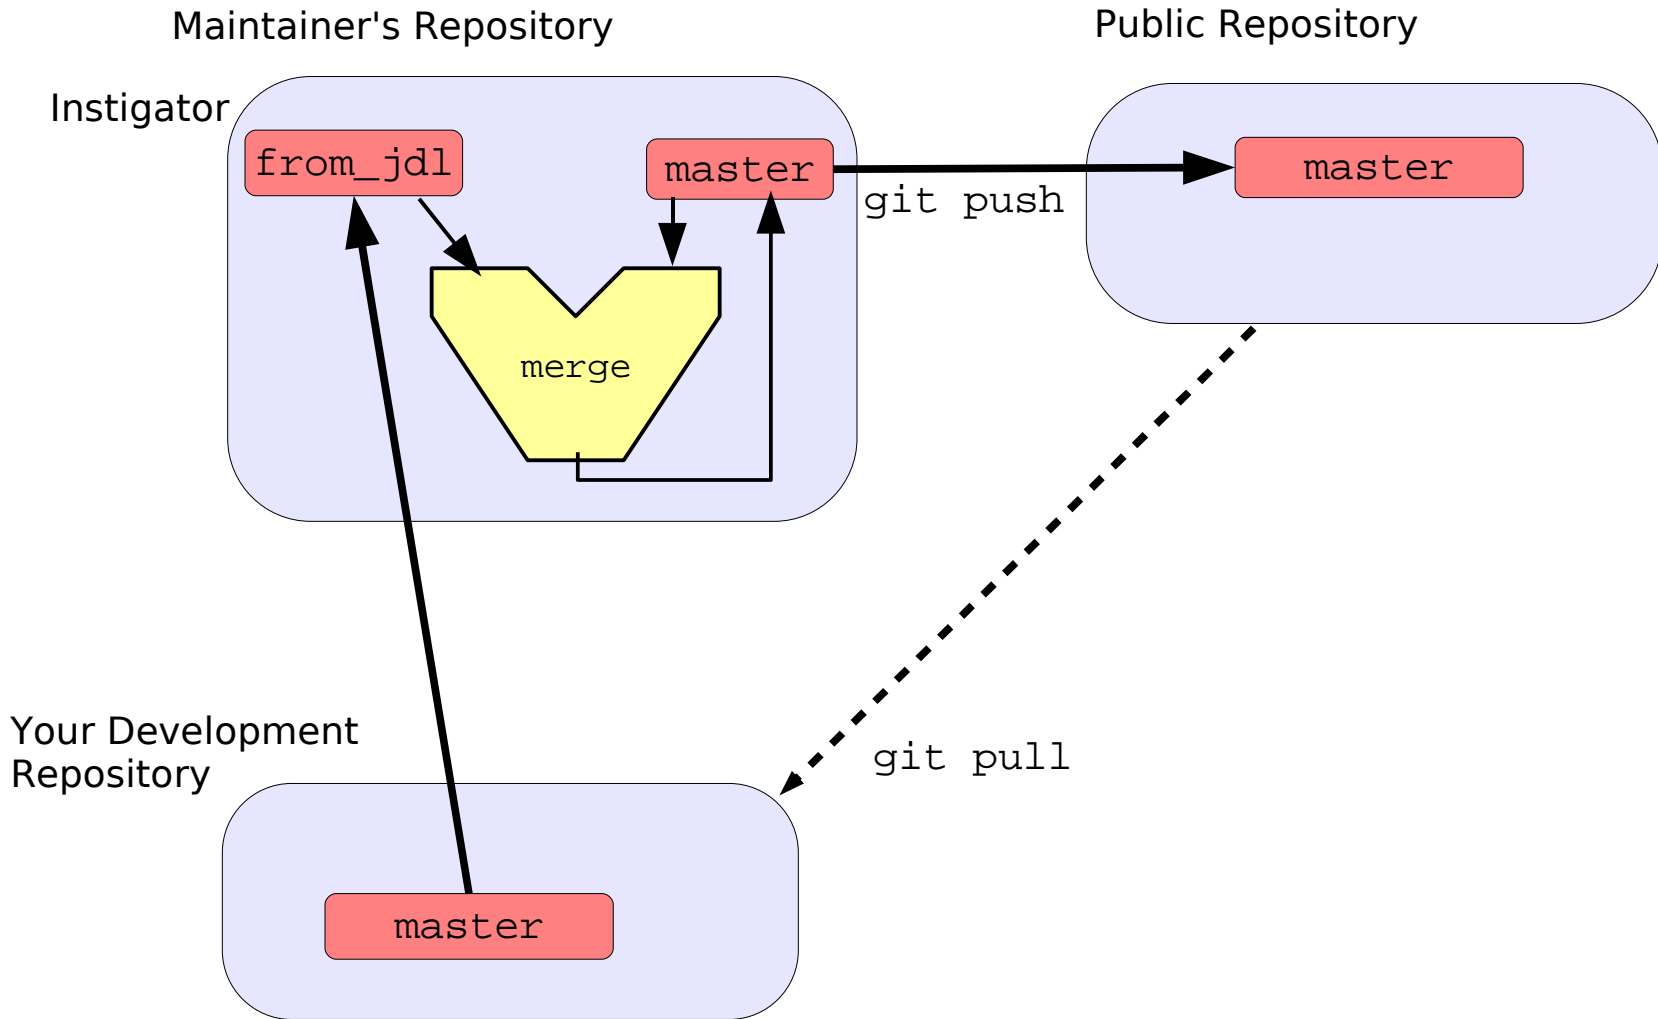 Maintainer's Repository
Public Repository
Instigator
from_jdl
master
master
git push
merge
git pull
Your Development
Repository
master